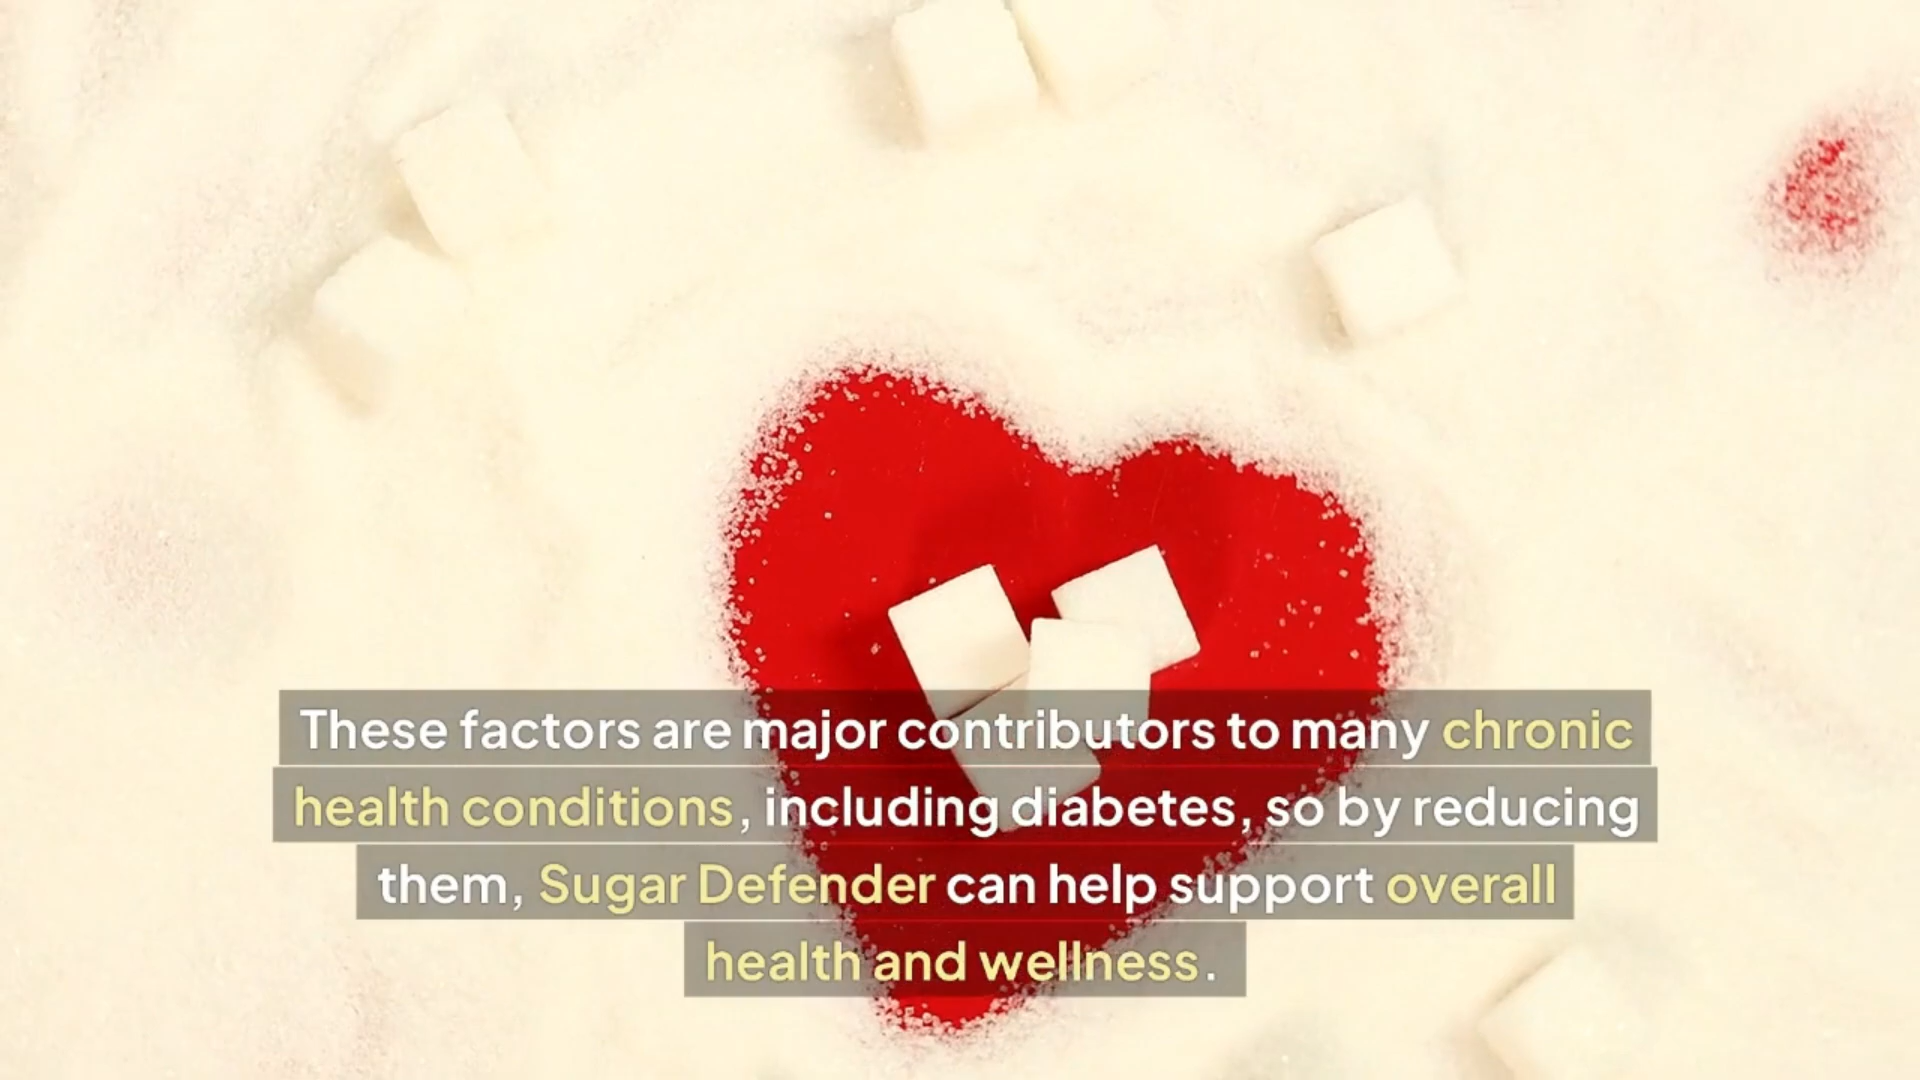 These factors are major contributors to many chronic
health conditions, including diabetes, so by reducing
them, Sugar Defender can help support overall
health and wellness.